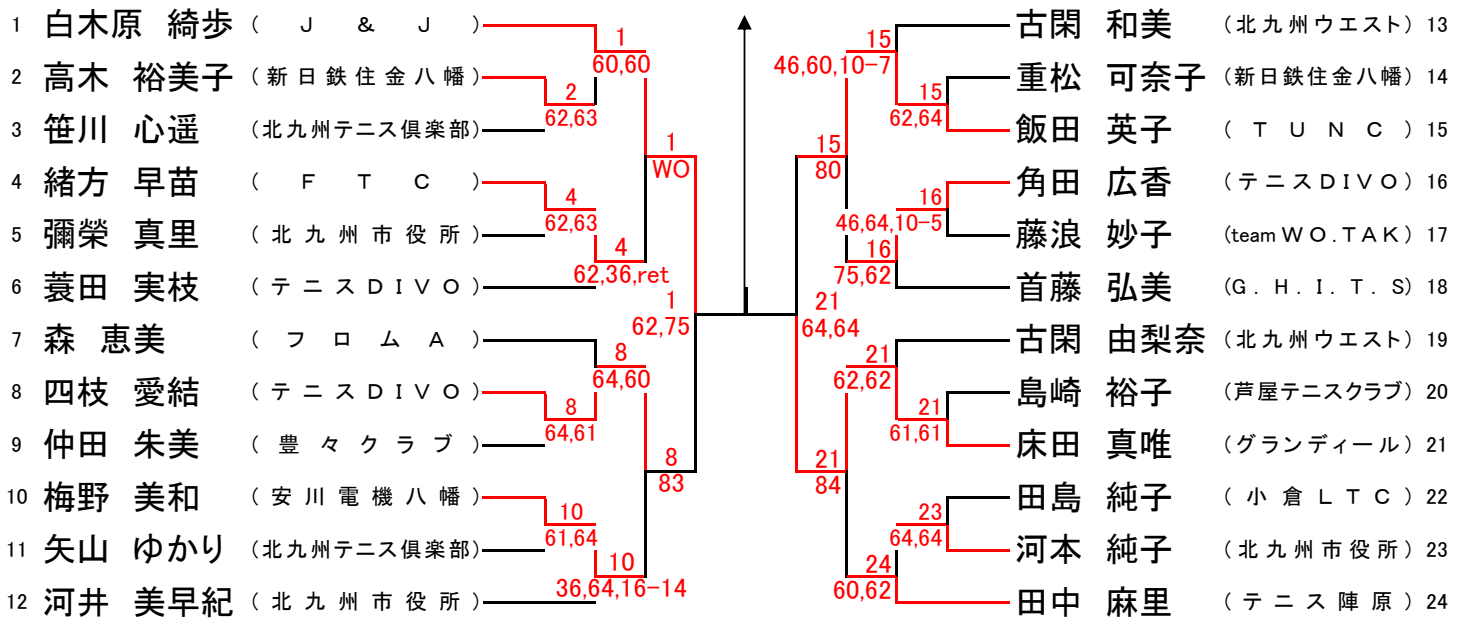 1 白木原 綺歩 ( J & J )
2 高木 裕美子 (新日鉄住金八幡)
3 笹川 心遥 (北九州テニス倶楽部)
4 緒方 早苗 ( F T C )
5 彌榮 真里 (北九州市役所)
6 蓑田 実枝 (テニスDIVO)
7 森 恵美 (フロムA)
8 四枝 愛結 (テニスDIVO)
9 仲田 朱美 (豊々クラブ)
10 梅野 美和 (安川電機八幡)
11 矢山 ゆかり (北九州テニス倶楽部)
12 河井 美早紀 (北九州市役所)
1
60,60
2
62,63
1
WO
4
62,63
4
62,36,ret
1
62,75
8
64,60
8
64,61
8
83
10
61,64
10
36,64,16-14
15
46,60,10-7
15
62,64
15
80
16
46,64,10-5
16
75,62
21
64,64
21
62,62
21
61,61
21
84
23
64,64
24
60,62
古閑 和美 (北九州ウエスト) 13
重松 可奈子 (新日鉄住金八幡) 14
飯田 英子 ( T U N C ) 15
角田 広香 (テニスDIVO) 16
藤浪 妙子 (team WO.TAK) 17
首藤 弘美 (G.H.I.T.S) 18
古閑 由梨奈 (北九州ウエスト) 19
島崎 裕子 (芦屋テニスクラブ) 20
床田 真唯 (グランディール) 21
田島 純子 (小倉LTC) 22
河本 純子 (北九州市役所) 23
田中 麻里 (テニス陣原) 24